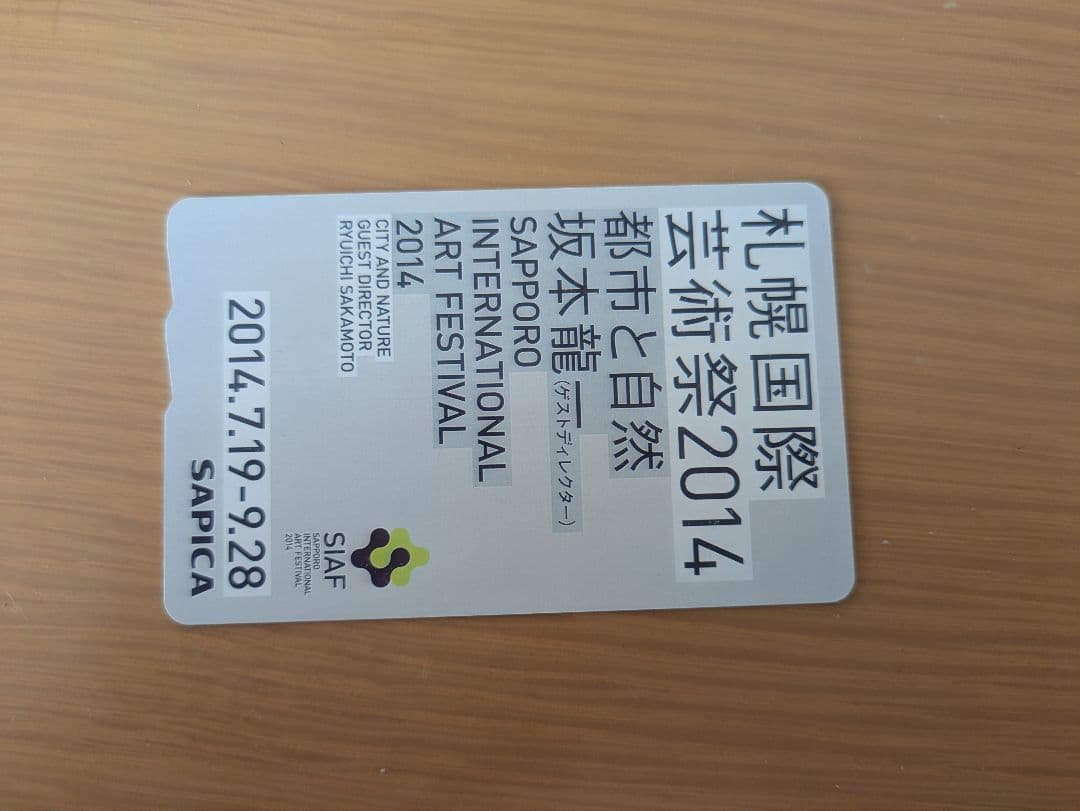 札幌国際
芸術祭2014
都市と自然
坂本龍一(ゲストディレクター)
SAPPORO
INTERNATIONAL
ART FESTIVAL
2014
CITY AND NATURE
GUEST DIRECTOR
RYUICHI SAKAMOTO
SIAF
SAPPORO
INTERNATIONAL
ART FESTIVAL
2014
2014.7.19-9.28
SAPICA